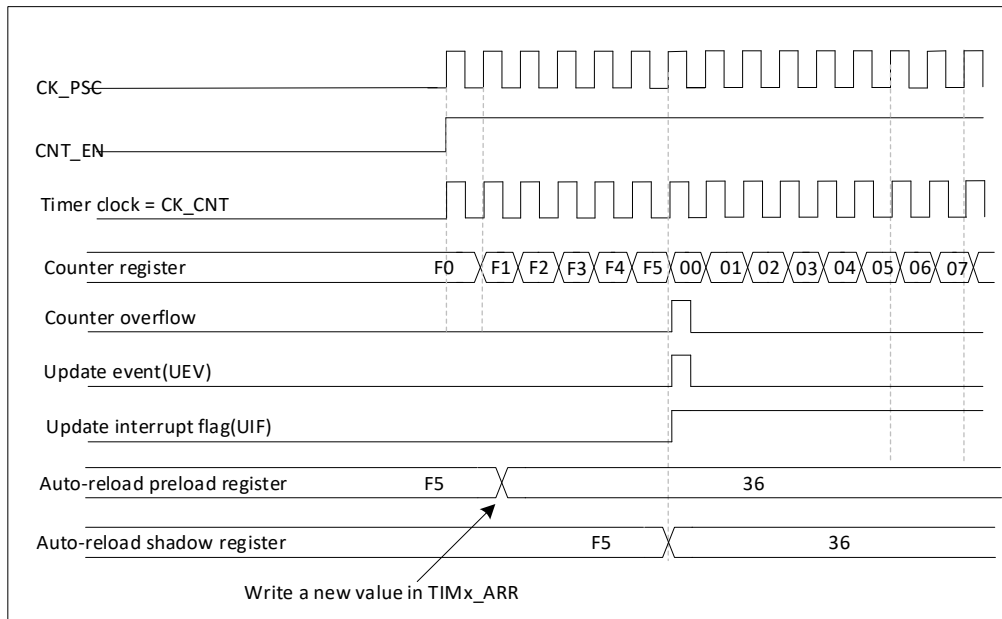 CK_PSC
CNT_EN
Timer clock = CK_CNT
Counter register F0 F1 F2 F3 F4 F5 00 01 02 03 04 05 06 07
Counter overflow
Update event(UEV)
Update interrupt flag(UIF)
Auto-reload preload register F5 36
Auto-reload shadow register F5 36
Write a new value in TIMx_ARR